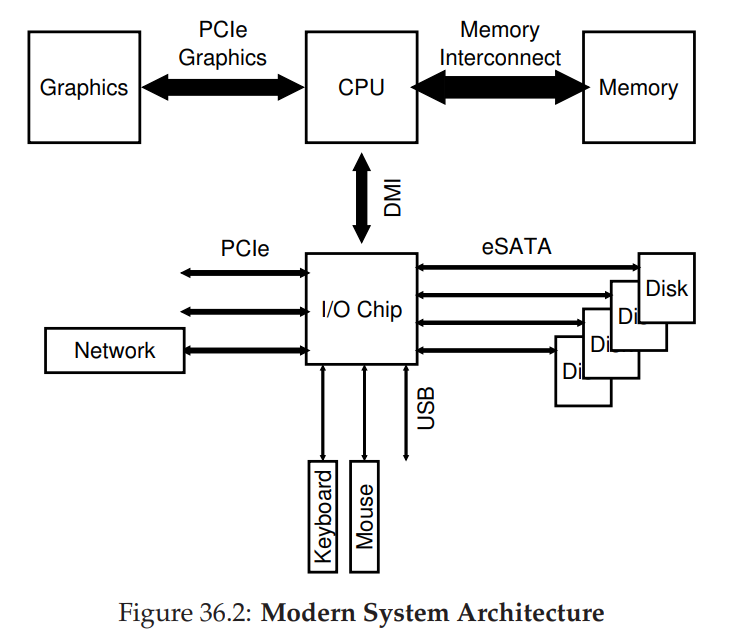 PCIe
Graphics
Memory
Interconnect
Graphics
CPU
Memory
DMI
PCIe
eSATA
I/O Chip
Disk
Di
Di
Di
Network
USB
Keyboard
Mouse
Figure 36.2: Modern System Architecture